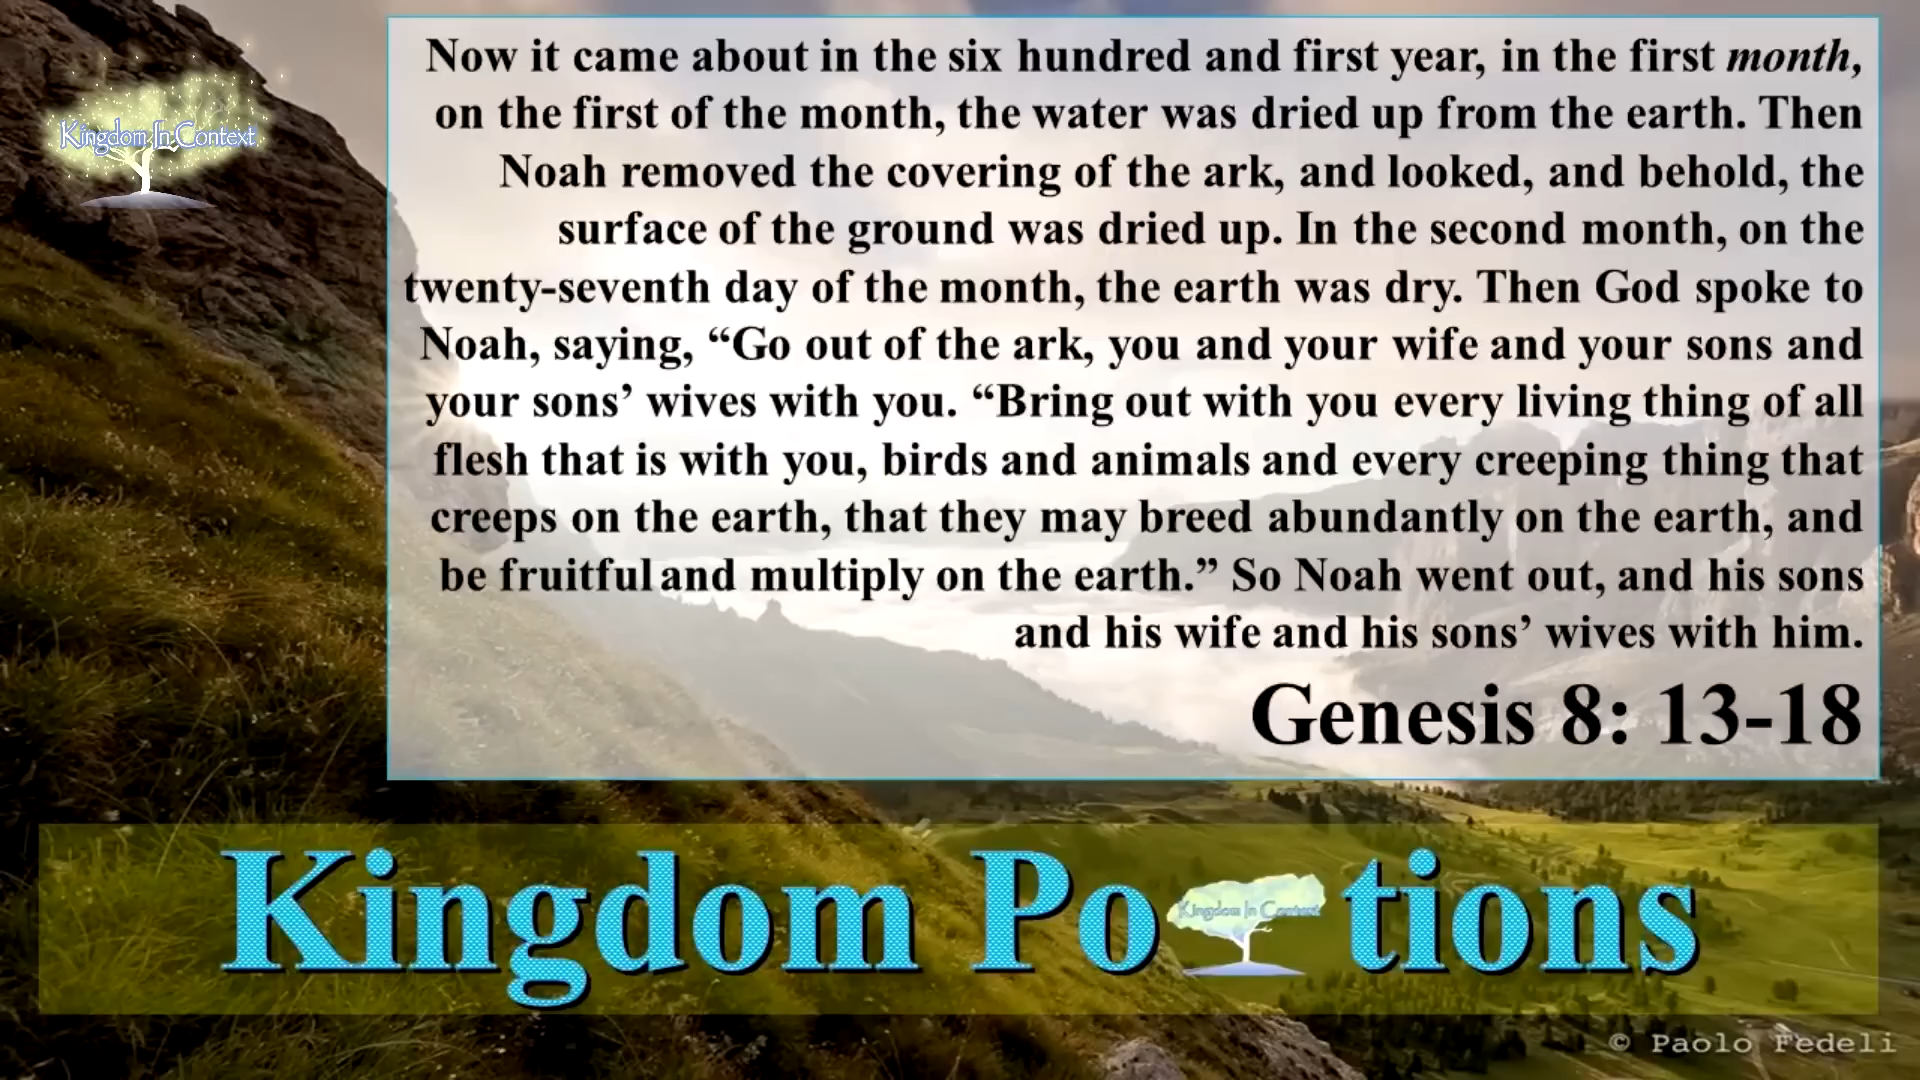 Kingdom In Context
Now it came about in the six hundred and first year, in the first month,
on the first of the month, the water was dried up from the earth. Then
Noah removed the covering of the ark, and looked, and behold, the
surface of the ground was dried up. In the second month, on the
twenty-seventh day of the month, the earth was dry. Then God spoke to
Noah, saying, “Go out of the ark, you and your wife and your sons and
your sons’ wives with you. “Bring out with you every living thing of all
flesh that is with you, birds and animals and every creeping thing that
creeps on the earth, that they may breed abundantly on the earth, and
be fruitful and multiply on the earth.” So Noah went out, and his sons
and his wife and his sons’ wives with him.
Genesis 8: 13-18
Kingdom Po tions
Kingdom In Context
© Paolo Fedeli